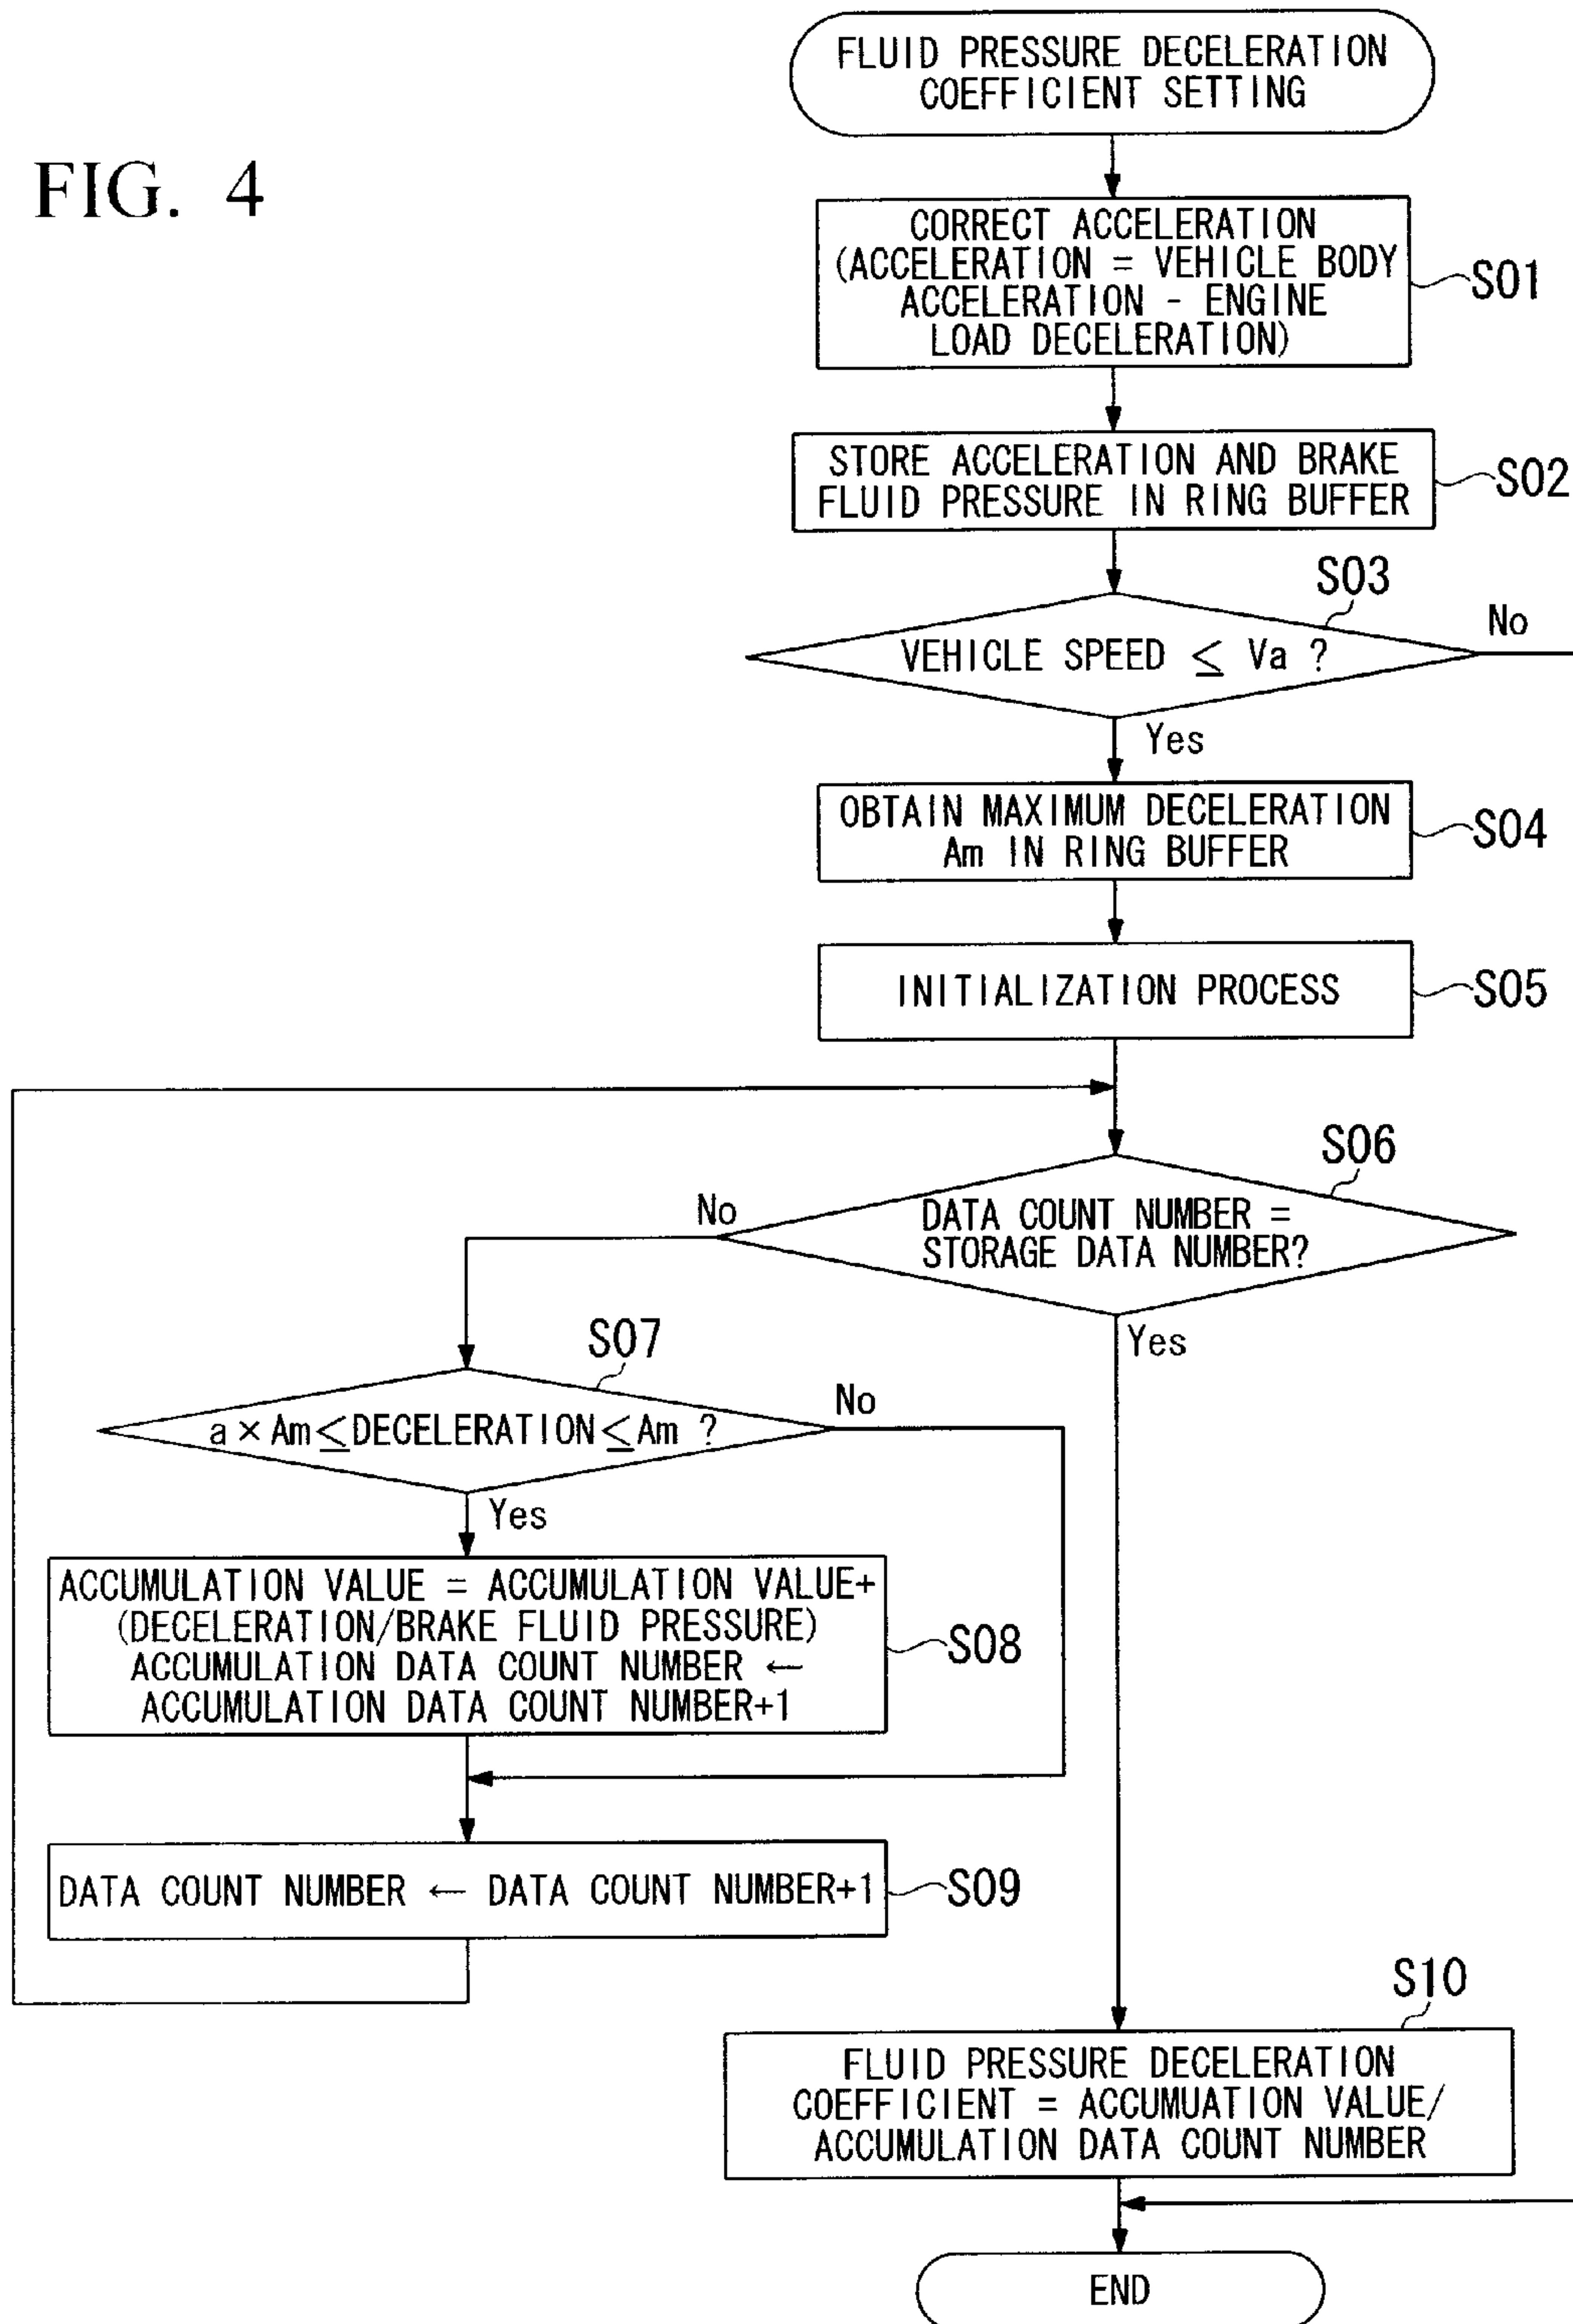 FIG. 4
FLUID PRESSURE DECELERATION
COEFFICIENT SETTING
CORRECT ACCELERATION
(ACCELERATION = VEHICLE BODY
ACCELERATION - ENGINE
LOAD DECELERATION)
S01
STORE ACCELERATION AND BRAKE
FLUID PRESSURE IN RING BUFFER
S02
S03
VEHICLE SPEED ≤ Va ?
No
Yes
OBTAIN MAXIMUM DECELERATION
Am IN RING BUFFER
S04
INITIALIZATION PROCESS
S05
S06
DATA COUNT NUMBER =
STORAGE DATA NUMBER?
No
Yes
S07
a × Am ≤ DECELERATION ≤ Am ?
No
Yes
ACCUMULATION VALUE = ACCUMULATION VALUE+
(DECELERATION/BRAKE FLUID PRESSURE)
ACCUMULATION DATA COUNT NUMBER ←
ACCUMULATION DATA COUNT NUMBER+1
S08
DATA COUNT NUMBER ← DATA COUNT NUMBER+1
S09
S10
FLUID PRESSURE DECELERATION
COEFFICIENT = ACCUMUATION VALUE/
ACCUMULATION DATA COUNT NUMBER
END